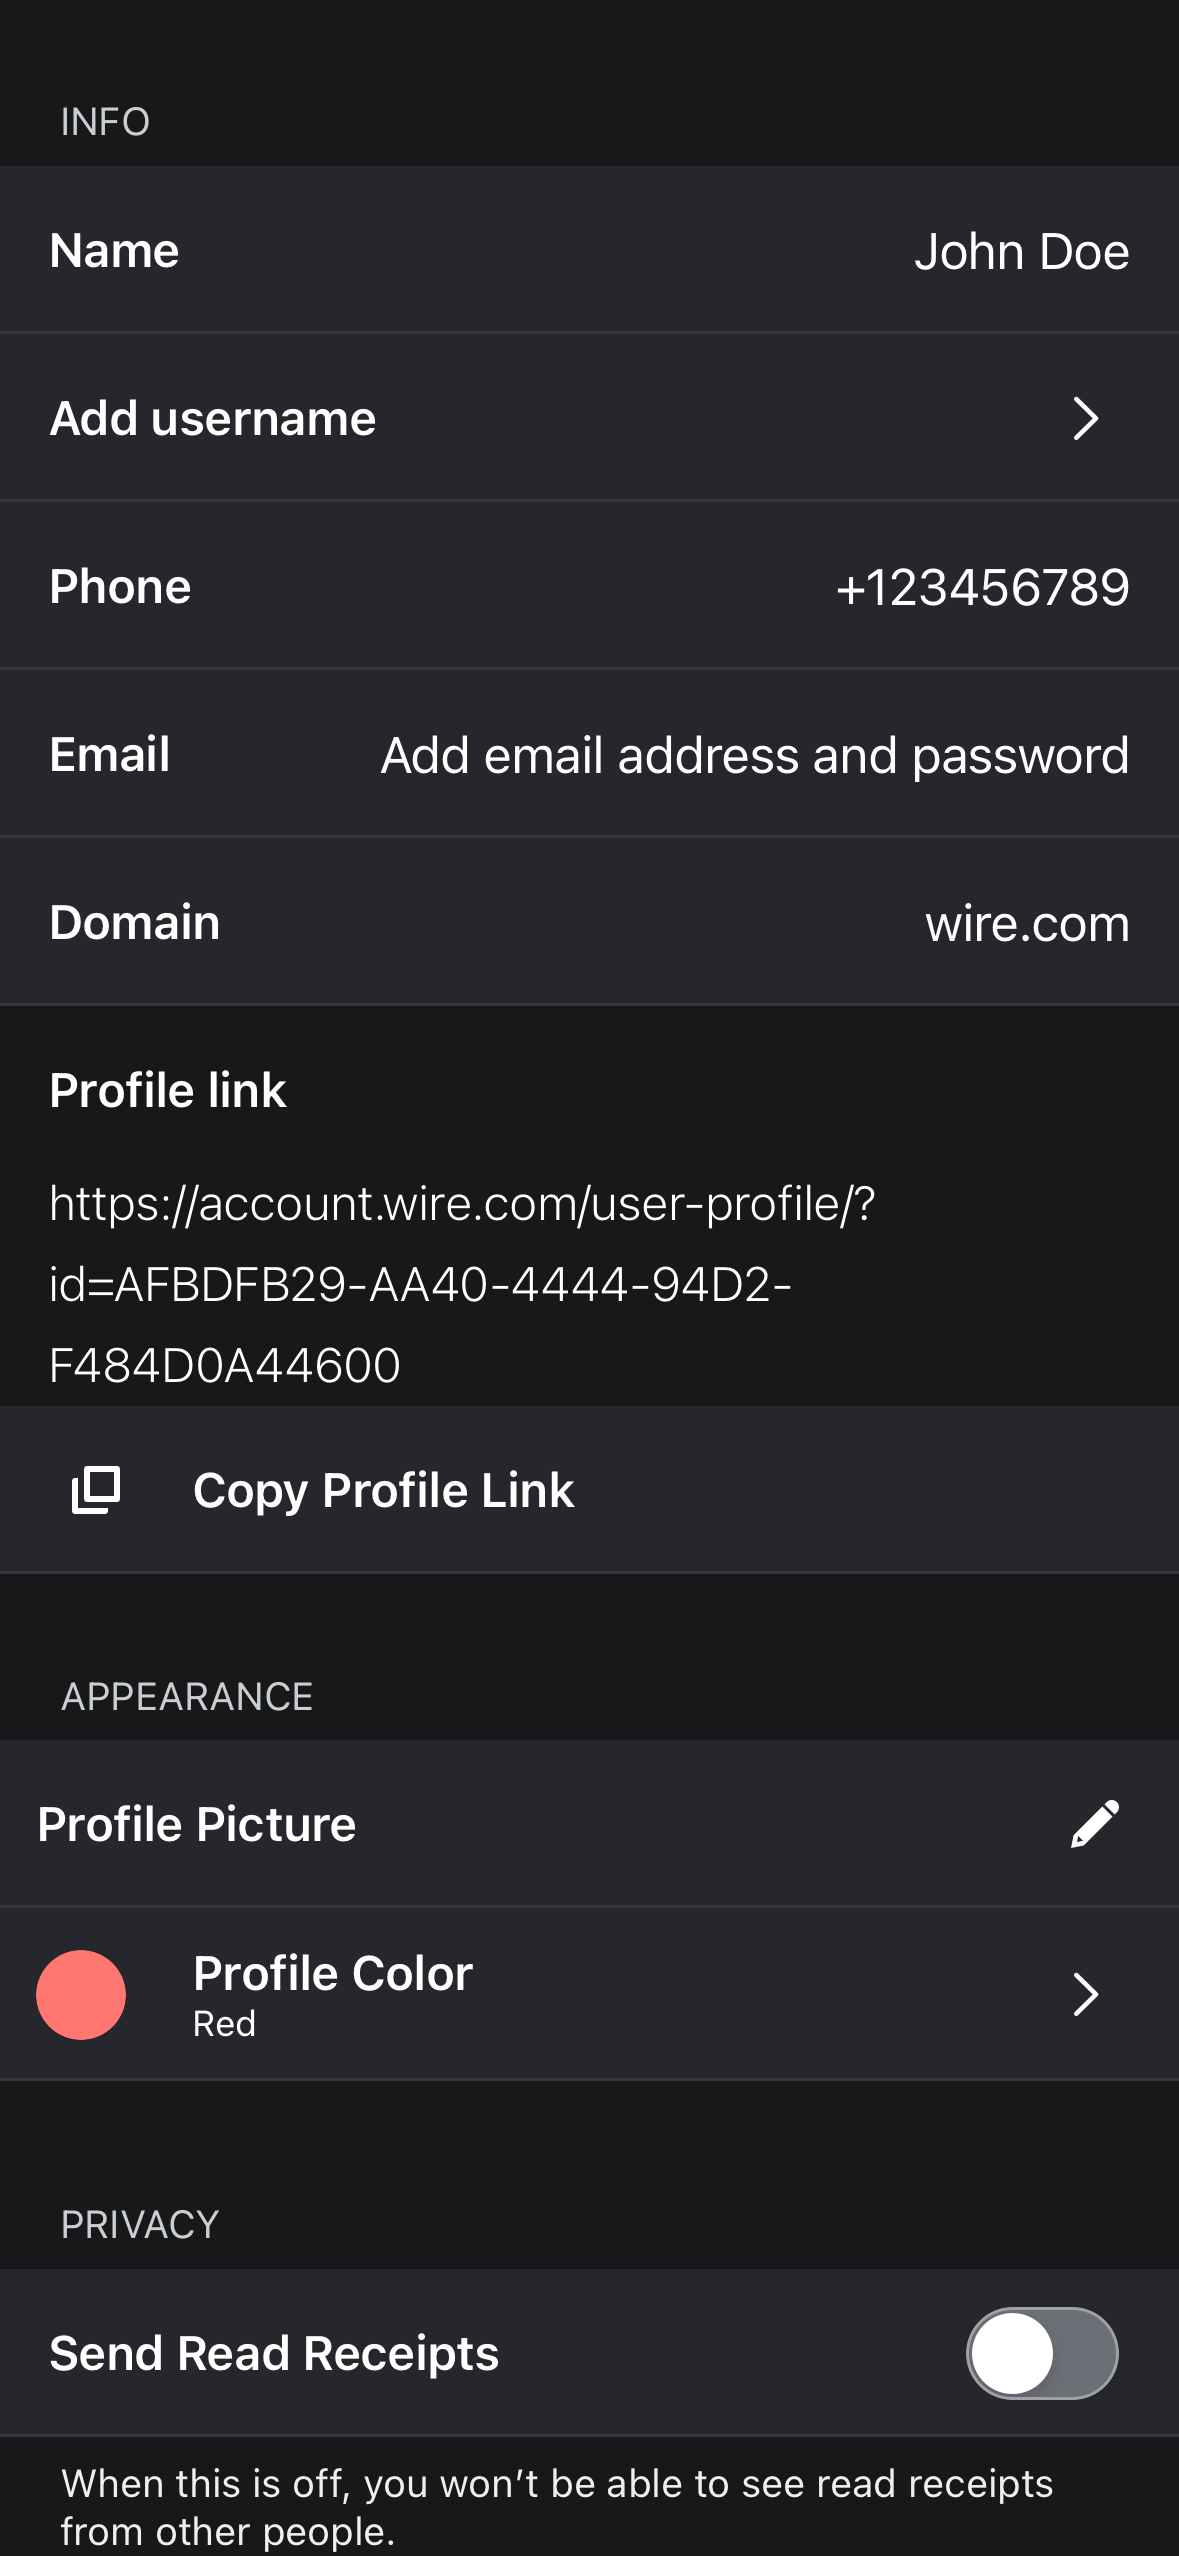 INFO
Name John Doe
Add username
Phone +123456789
Email Add email address and password
Domain wire.com
Profile link
https://account.wire.com/user-profile/?
id=AFBDFB29-AA40-4444-94D2-
F484D0A44600
Copy Profile Link
APPEARANCE
Profile Picture
Profile Color
Red
PRIVACY
Send Read Receipts
When this is off, you won’t be able to see read receipts
from other people.